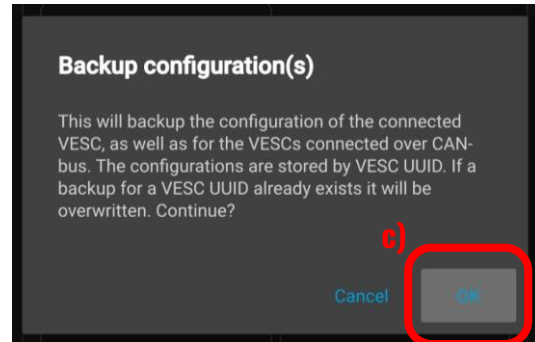 Backup configuration(s)
This will backup the configuration of the connected
VESC, as well as for the VESCs connected over CAN-
bus. The configurations are stored by VESC UUID. If a
backup for a VESC UUID already exists it will be
overwritten. Continue?
c)
Cancel OK